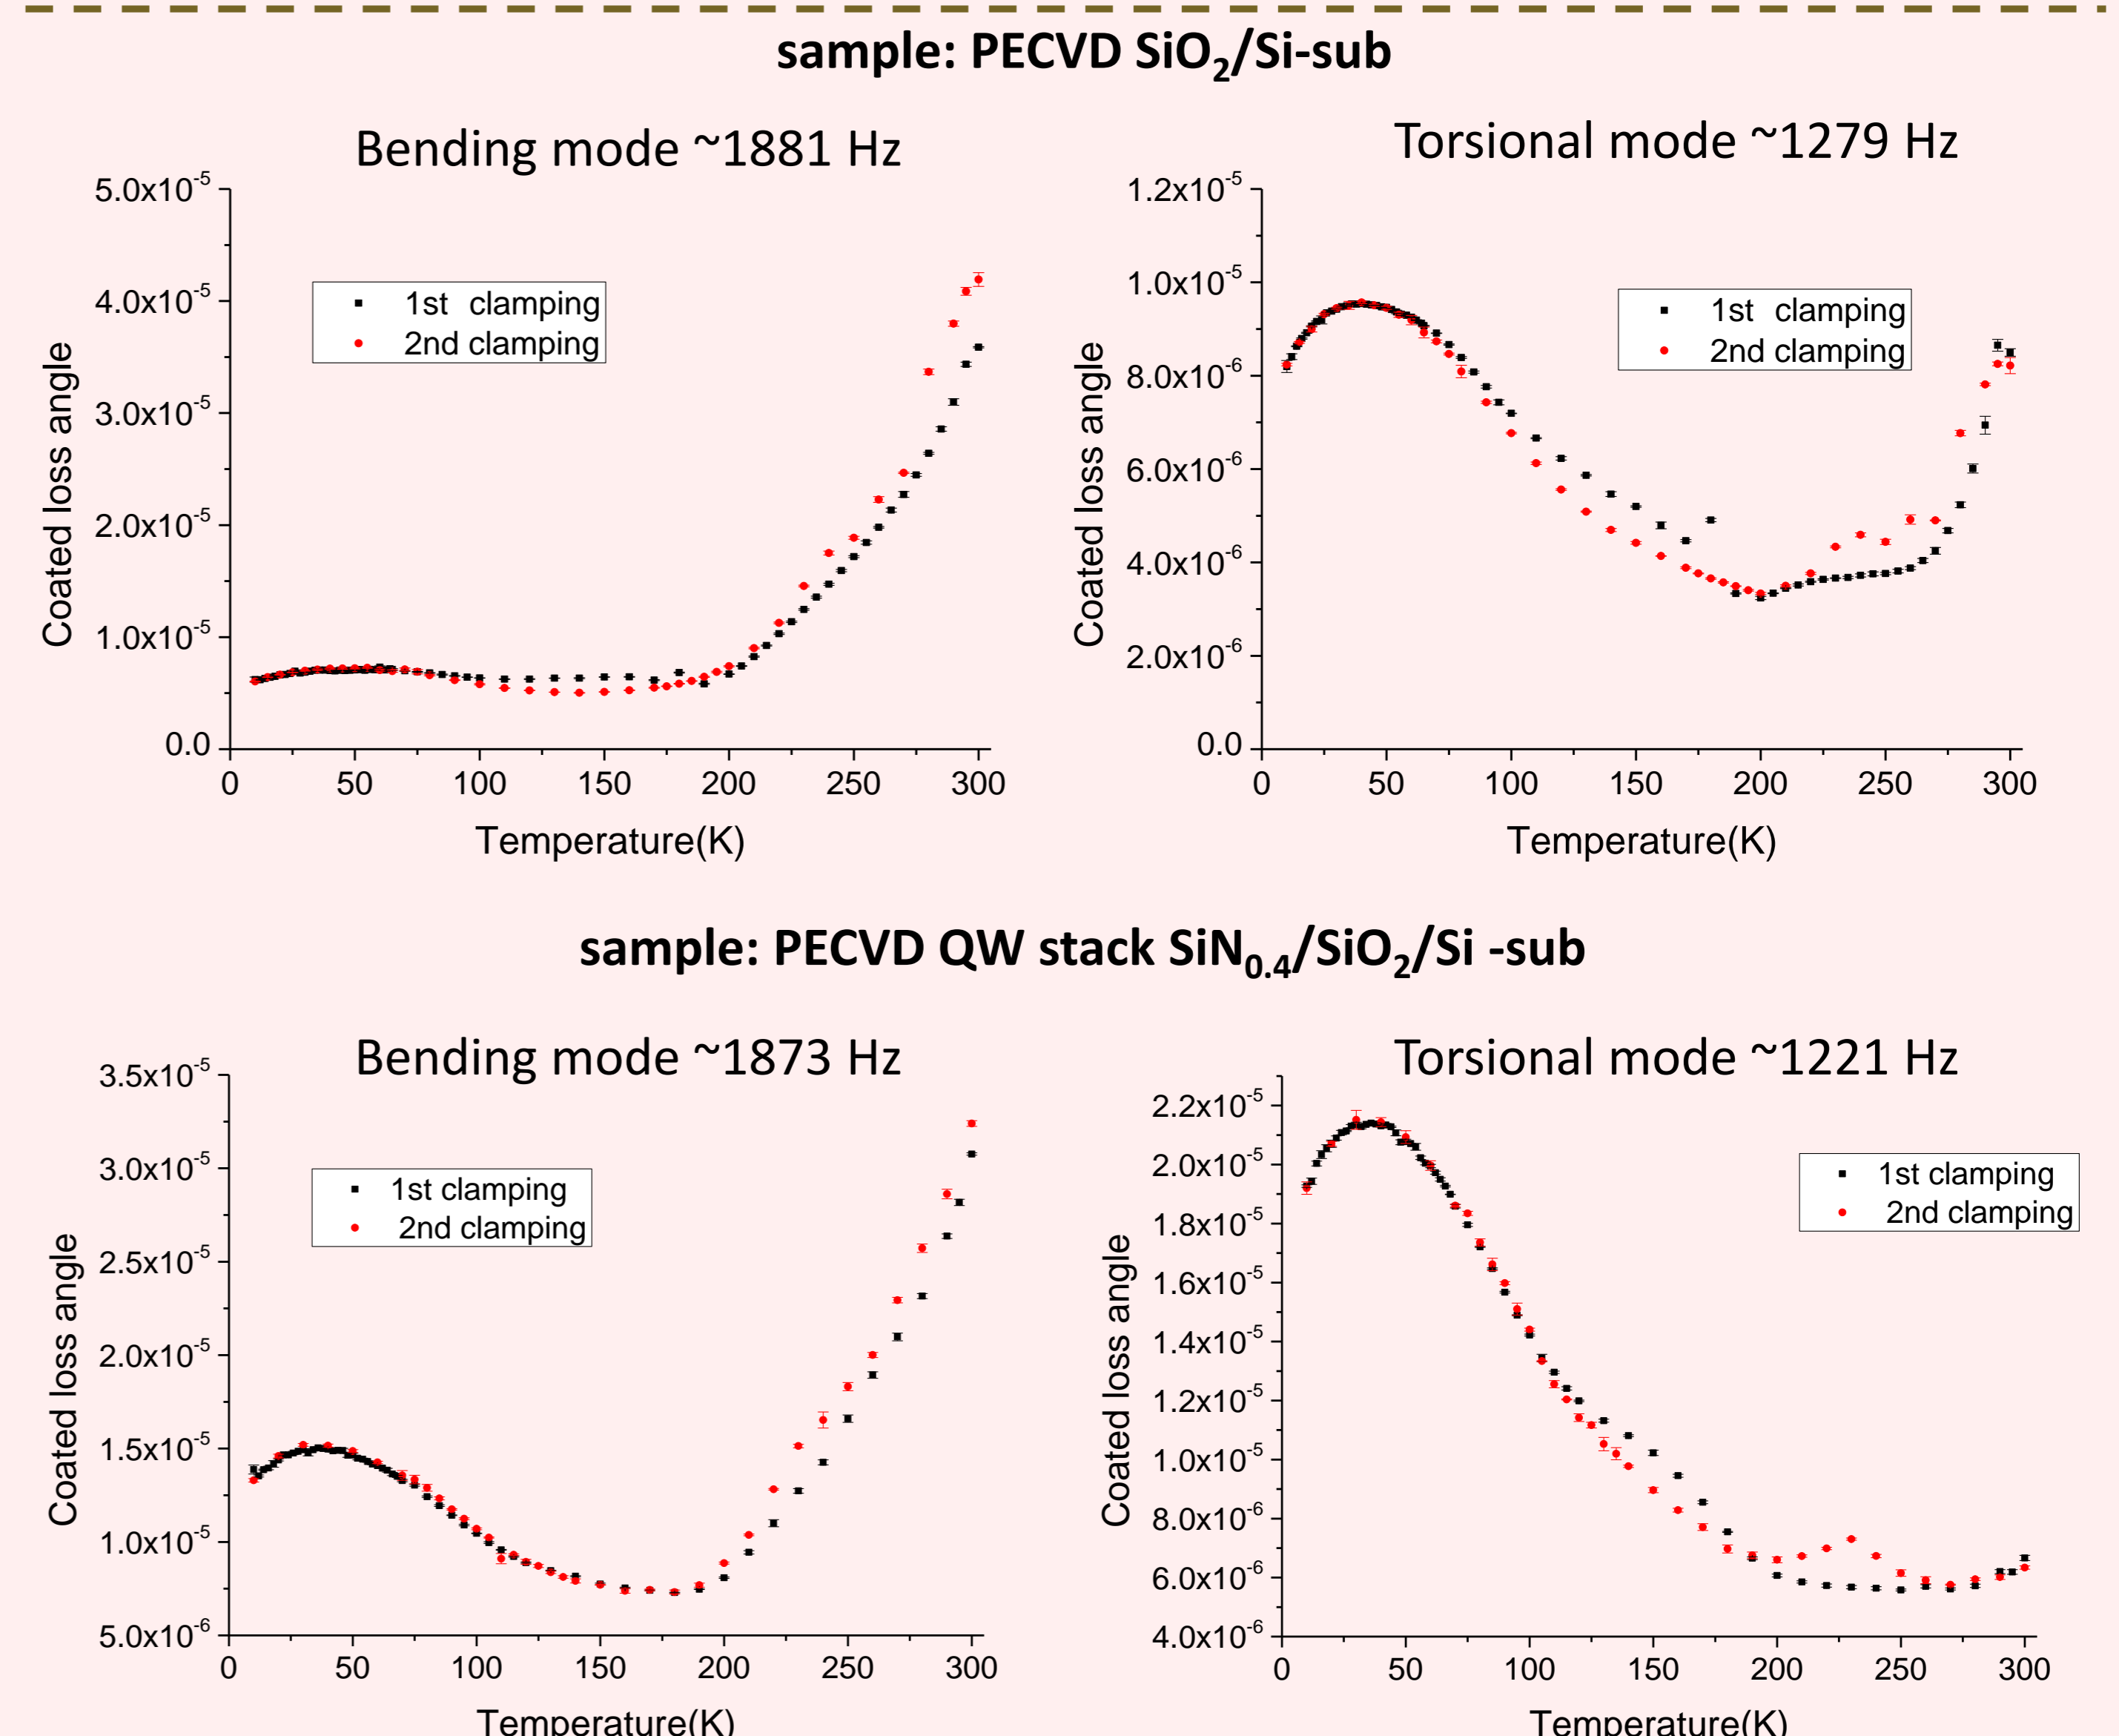 sample: PECVD SiO₂/Si-sub
Bending mode ~1881 Hz
5.0x10⁻⁵
4.0x10⁻⁵
3.0x10⁻⁵
2.0x10⁻⁵
1.0x10⁻⁵
0.0
Coated loss angle
1st clamping
2nd clamping
0 50 100 150 200 250 300
Temperature(K)
Torsional mode ~1279 Hz
1.2x10⁻⁵
1.0x10⁻⁵
8.0x10⁻⁶
6.0x10⁻⁶
4.0x10⁻⁶
2.0x10⁻⁶
0.0
Coated loss angle
1st clamping
2nd clamping
0 50 100 150 200 250 300
Temperature(K)
sample: PECVD QW stack SiN₀.₄/SiO₂/Si -sub
Bending mode ~1873 Hz
3.5x10⁻⁵
3.0x10⁻⁵
2.5x10⁻⁵
2.0x10⁻⁵
1.5x10⁻⁵
1.0x10⁻⁵
5.0x10⁻⁶
Coated loss angle
1st clamping
2nd clamping
0 50 100 150 200 250 300
Temperature(K)
Torsional mode ~1221 Hz
2.2x10⁻⁵
2.0x10⁻⁵
1.8x10⁻⁵
1.6x10⁻⁵
1.4x10⁻⁵
1.2x10⁻⁵
1.0x10⁻⁵
8.0x10⁻⁶
6.0x10⁻⁶
4.0x10⁻⁶
Coated loss angle
1st clamping
2nd clamping
0 50 100 150 200 250 300
Temperature(K)